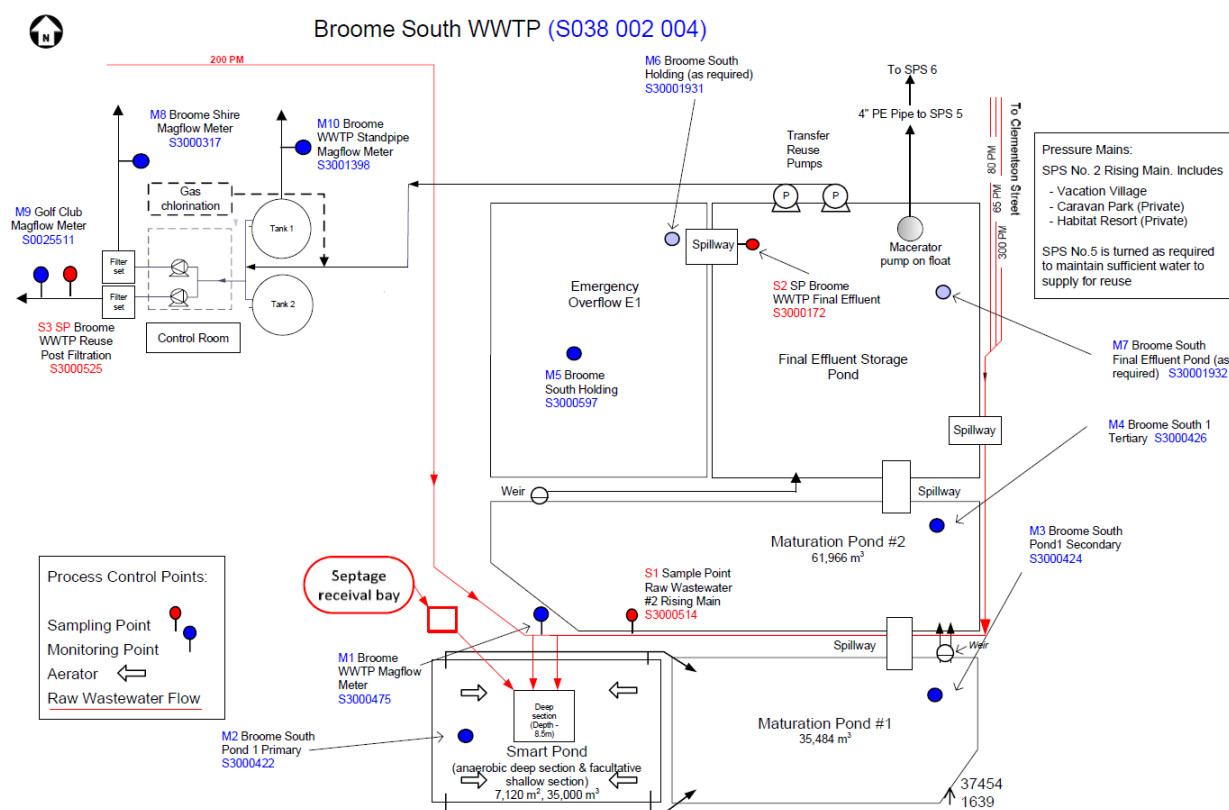 N
Broome South WWTP (S038 002 004)
200 PM
M8 Broome Shire
Magflow Meter
S3000317
M10 Broome
WWTP Standpipe
Magflow Meter
S3001398
M9 Golf Club
Magflow Meter
S0025511
Gas
chlorination
Tank 1
Tank 2
Filter
set
Filter
set
Control Room
S3 SP Broome
WWTP Reuse
Post Filtration
S3000525
M6 Broome South
Holding (as required)
S30001931
Transfer
Reuse
Pumps
P
P
To SPS 6
4" PE Pipe to SPS 5
Macerator
pump on float
To Clementson Street
80 PM
95 PM
300 PM
Pressure Mains:
SPS No. 2 Rising Main. Includes
- Vacation Village
- Caravan Park (Private)
- Habitat Resort (Private)
SPS No.5 is turned as required
to maintain sufficient water to
supply for reuse
Spillway
S2 SP Broome
WWTP Final Effluent
S3000172
Emergency
Overflow E1
M5 Broome
South Holding
S3000597
Final Effluent Storage
Pond
M7 Broome South
Final Effluent Pond (as
required) S30001932
Spillway
M4 Broome South 1
Tertiary S3000426
Weir
Spillway
Maturation Pond #2
61,966 m³
M3 Broome South
Pond1 Secondary
S3000424
Process Control Points:
Sampling Point
Monitoring Point
Aerator
Raw Wastewater Flow
Septage
receival bay
S1 Sample Point
Raw Wastewater
#2 Rising Main
S3000514
Spillway
Weir
M1 Broome
WWTP Magflow
Meter
S3000475
M2 Broome South
Pond 1 Primary
S3000422
Deep
section
(Depth -
8.5m)
Smart Pond
(anaerobic deep section & facultative
shallow section)
7,120 m², 35,000 m³
Maturation Pond #1
35,484 m³
37454
1639